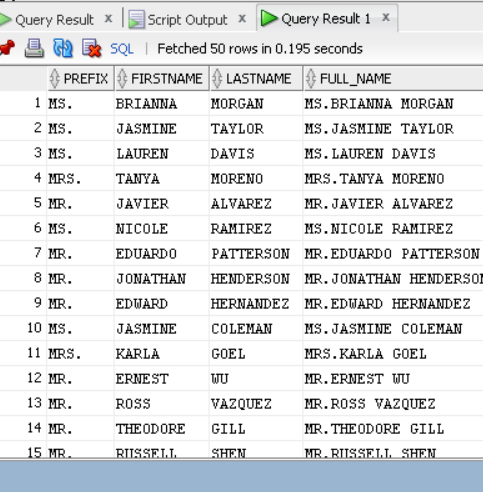 Query Result x Script Output x Query Result 1 x
SQL | Fetched 50 rows in 0.195 seconds
PREFIX FIRSTNAME LASTNAME FULL_NAME
1 MS. BRIANNA MORGAN MS.BRIANNA MORGAN
2 MS. JASMINE TAYLOR MS.JASMINE TAYLOR
3 MS. LAUREN DAVIS MS.LAUREN DAVIS
4 MRS. TANYA MORENO MRS.TANYA MORENO
5 MR. JAVIER ALVAREZ MR.JAVIER ALVAREZ
6 MS. NICOLE RAMIREZ MS.NICOLE RAMIREZ
7 MR. EDUARDO PATTERSON MR.EDUARDO PATTERSON
8 MR. JONATHAN HENDERSON MR.JONATHAN HENDERSON
9 MR. EDWARD HERNANDEZ MR.EDWARD HERNANDEZ
10 MS. JASMINE COLEMAN MS.JASMINE COLEMAN
11 MRS. KARLA GOEL MRS.KARLA GOEL
12 MR. ERNEST WU MR.ERNEST WU
13 MR. ROSS VAZQUEZ MR.ROSS VAZQUEZ
14 MR. THEODORE GILL MR.THEODORE GILL
15 MR. RUSSELL SHEN MR.RUSSELL SHEN